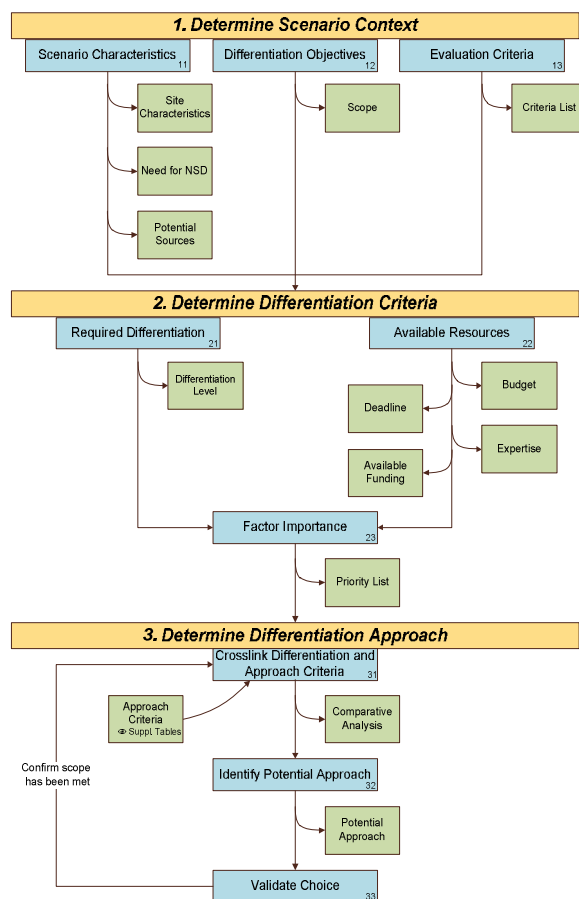 1. Determine Scenario Context
Scenario Characteristics
11
Differentiation Objectives
12
Evaluation Criteria
13
Site
Characteristics
Scope
Criteria List
Need for NSD
Potential
Sources
2. Determine Differentiation Criteria
Required Differentiation
21
Available Resources
22
Differentiation
Level
Budget
Deadline
Expertise
Available
Funding
Factor Importance
23
Priority List
3. Determine Differentiation Approach
Crosslink Differentiation and
Approach Criteria
31
Approach
Criteria
Suppl. Tables
Comparative
Analysis
Confirm scope
has been met
Identify Potential Approach
32
Potential
Approach
Validate Choice
33